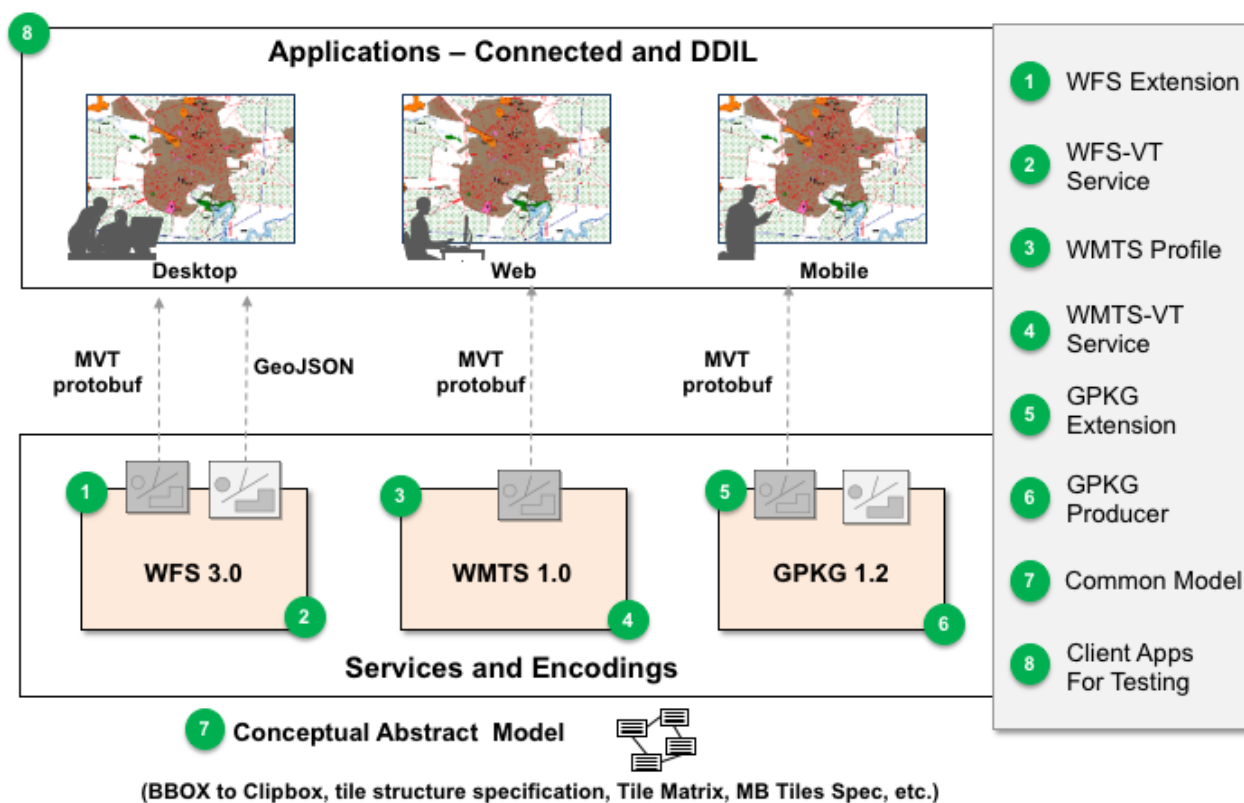 8
Applications – Connected and DDIL
Desktop
Web
Mobile
MVT
protobuf
GeoJSON
MVT
protobuf
MVT
protobuf
1
WFS 3.0
2
3
WMTS 1.0
4
5
GPKG 1.2
6
Services and Encodings
7 Conceptual Abstract Model
(BBOX to Clipbox, tile structure specification, Tile Matrix, MB Tiles Spec, etc.)
1 WFS Extension
2 WFS-VT
Service
3 WMTS Profile
4 WMTS-VT
Service
5 GPKG
Extension
6 GPKG
Producer
7 Common Model
8 Client Apps
For Testing